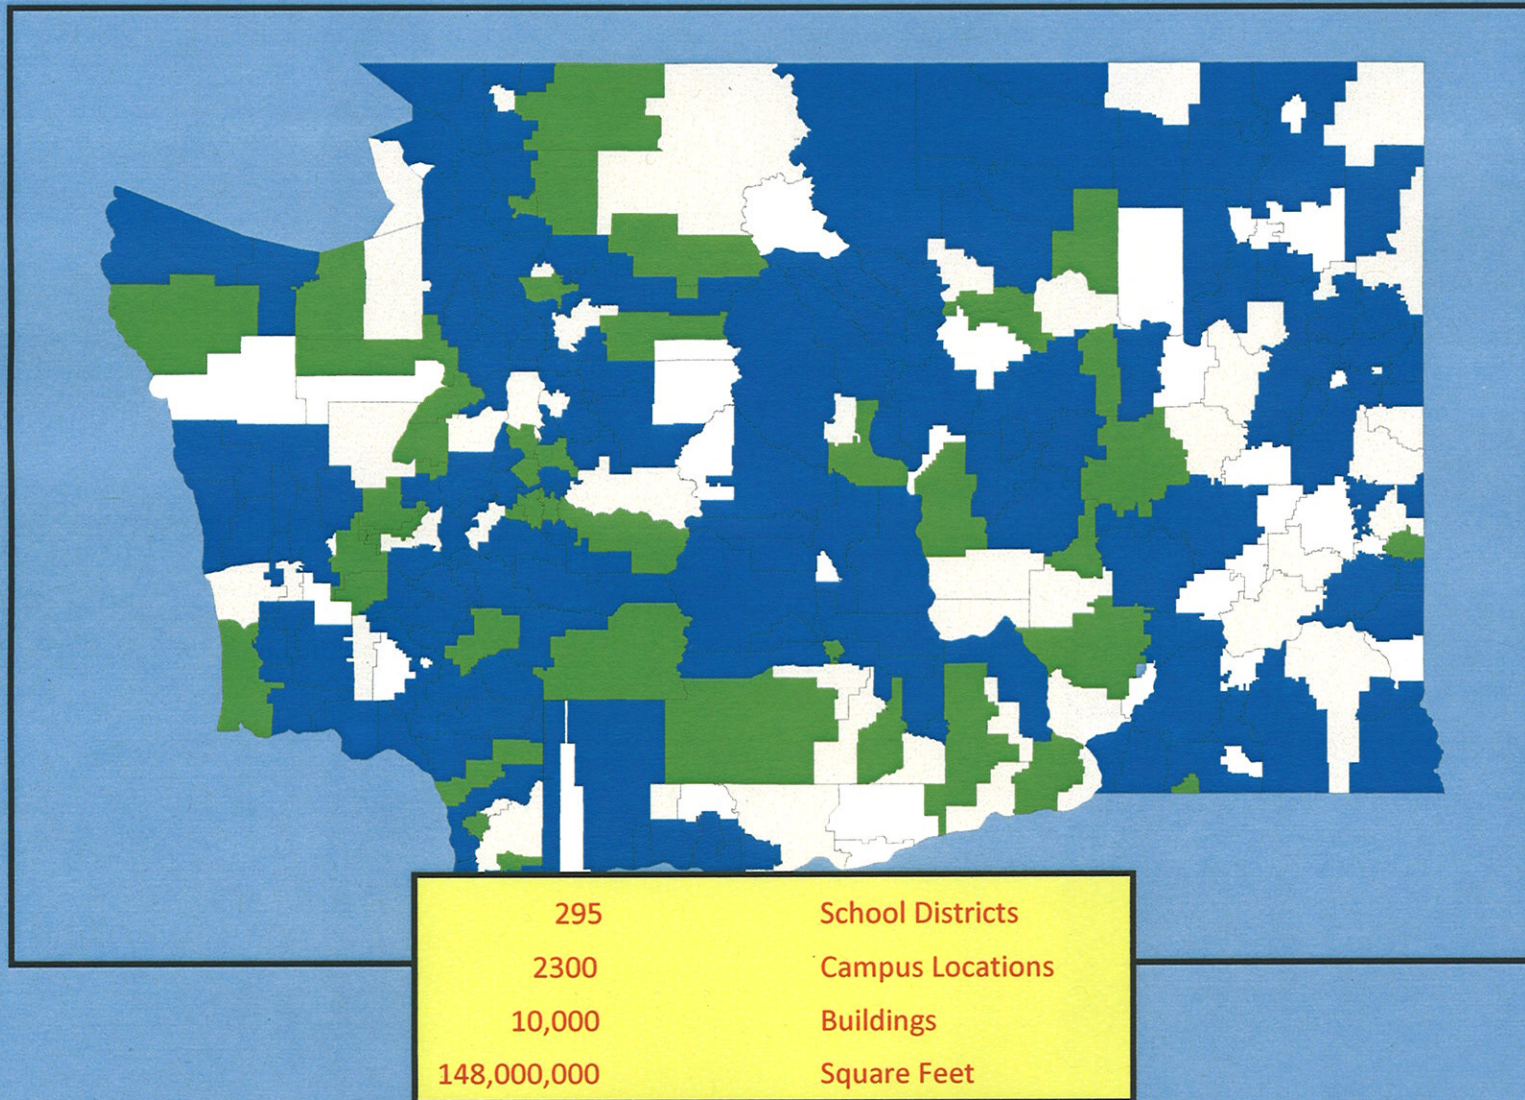 295 School Districts
2300 Campus Locations
10,000 Buildings
148,000,000 Square Feet